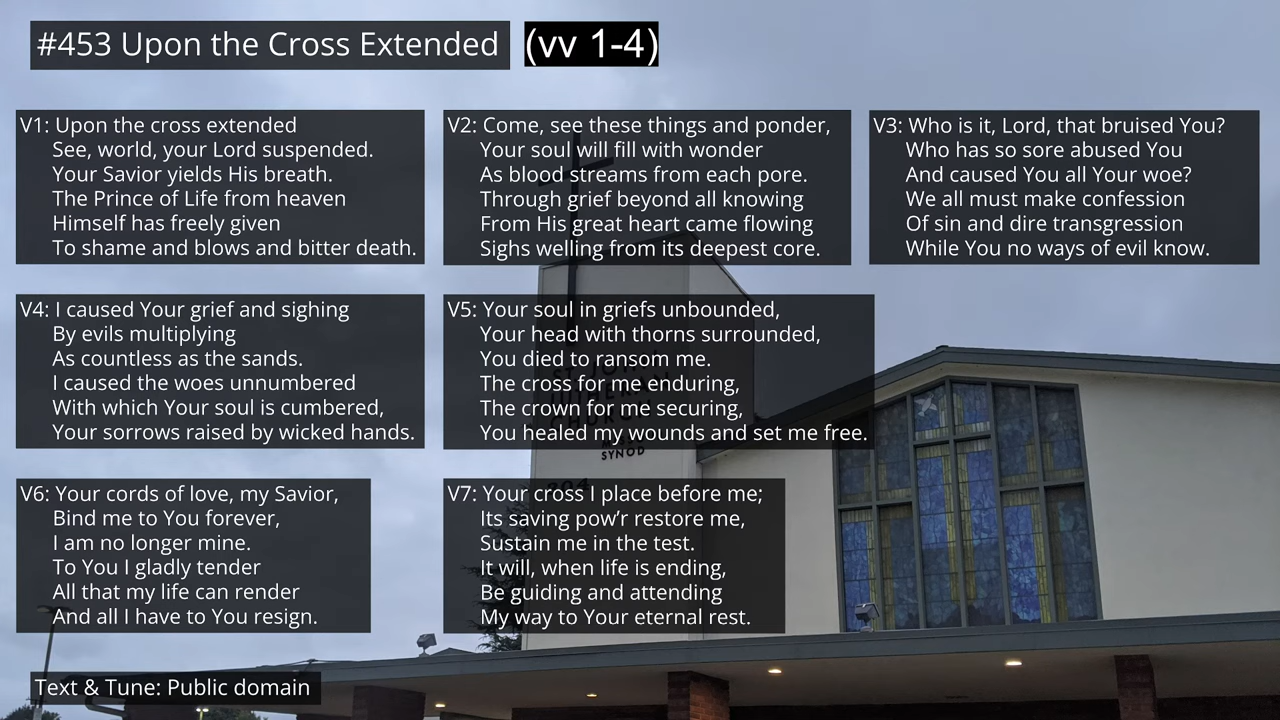 #453 Upon the Cross Extended (vv 1-4)
V1: Upon the cross extended
See, world, your Lord suspended.
Your Savior yields His breath.
The Prince of Life from heaven
Himself has freely given
To shame and blows and bitter death.
V2: Come, see these things and ponder,
Your soul will fill with wonder
As blood streams from each pore.
Through grief beyond all knowing
From His great heart came flowing
Sighs welling from its deepest core.
V3: Who is it, Lord, that bruised You?
Who has so sore abused You
And caused You all Your woe?
We all must make confession
Of sin and dire transgression
While You no ways of evil know.
V4: I caused Your grief and sighing
By evils multiplying
As countless as the sands.
I caused the woes unnumbered
With which Your soul is cumbered,
Your sorrows raised by wicked hands.
V5: Your soul in griefs unbounded,
Your head with thorns surrounded,
You died to ransom me.
The cross for me enduring,
The crown for me securing,
You healed my wounds and set me free.
V6: Your cords of love, my Savior,
Bind me to You forever,
I am no longer mine.
To You I gladly tender
All that my life can render
And all I have to You resign.
V7: Your cross I place before me;
Its saving pow’r restore me,
Sustain me in the test.
It will, when life is ending,
Be guiding and attending
My way to Your eternal rest.
LUTHERAN
CHURCH
SYNOD
Text & Tune: Public domain